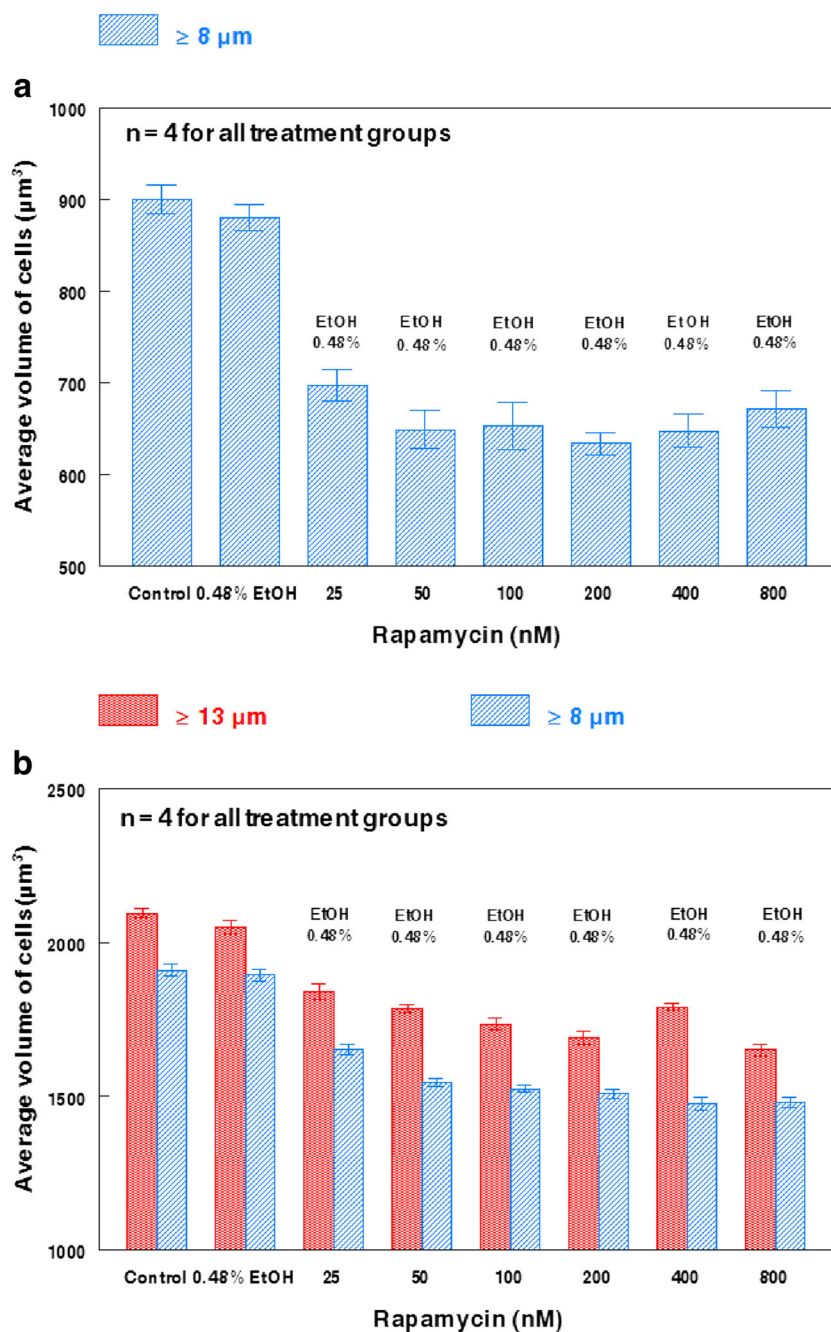 ≥ 8 µm
a
1000
n = 4 for all treatment groups
900
800
700
600
500
Average volume of cells (µm³)
EtOH EtOH EtOH EtOH EtOH EtOH
0.48% 0.48% 0.48% 0.48% 0.48% 0.48%
Control 0.48% EtOH 25 50 100 200 400 800
Rapamycin (nM)
≥ 13 µm ≥ 8 µm
b
2500
n = 4 for all treatment groups
2000
1500
1000
Average volume of cells (µm³)
EtOH EtOH EtOH EtOH EtOH EtOH
0.48% 0.48% 0.48% 0.48% 0.48% 0.48%
Control 0.48% EtOH 25 50 100 200 400 800
Rapamycin (nM)